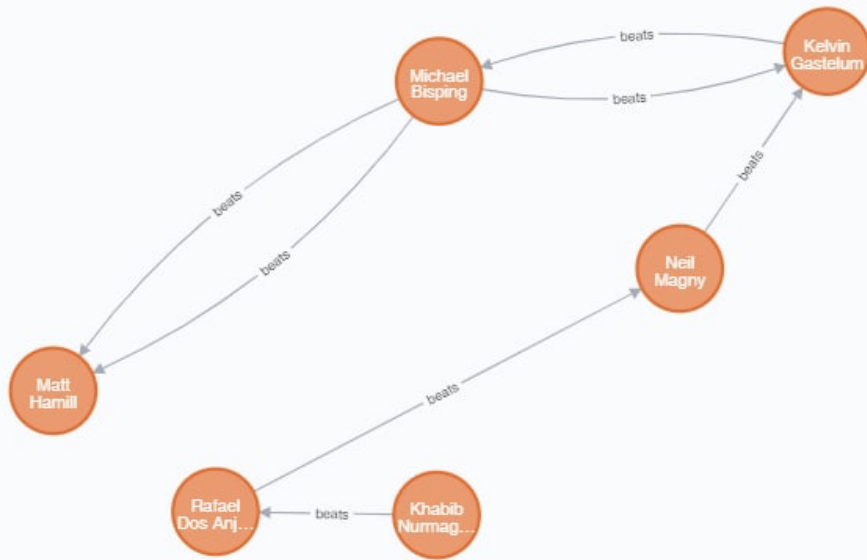 Kelvin
Gastelum
beats
Michael
Bisping
beats
beats
beats
beats
Neil
Magny
Matt
Hamill
beats
Rafael
Dos Anj...
beats
Khabib
Nurmag...